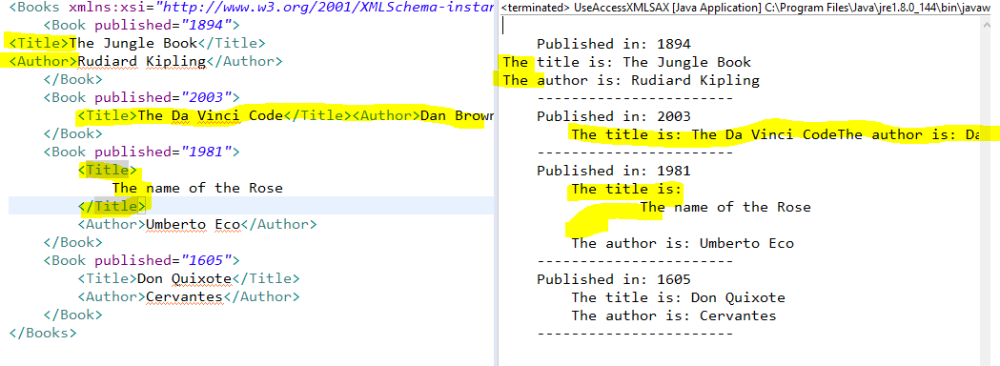 <Books xmlns:xsi="http://www.w3.org/2001/XMLSchema-instan
<Book published="1894">
<Title>The Jungle Book</Title>
<Author>Rudiard Kipling</Author>
</Book>
<Book published="2003">
<Title>The Da Vinci Code</Title><Author>Dan Brown
</Book>
<Book published="1981">
<Title>
The name of the Rose
</Title>
<Author>Umberto Eco</Author>
</Book>
<Book published="1605">
<Title>Don Quixote</Title>
<Author>Cervantes</Author>
</Book>
</Books>
<terminated> UseAccessXMLSAX [Java Application] C:\Program Files\Java\jre1.8.0_144\bin\javaw
Published in: 1894
The title is: The Jungle Book
The author is: Rudiard Kipling
-----------------------
Published in: 2003
The title is: The Da Vinci CodeThe author is: Da
-----------------------
Published in: 1981
The title is:
The name of the Rose
The author is: Umberto Eco
-----------------------
Published in: 1605
The title is: Don Quixote
The author is: Cervantes
-----------------------